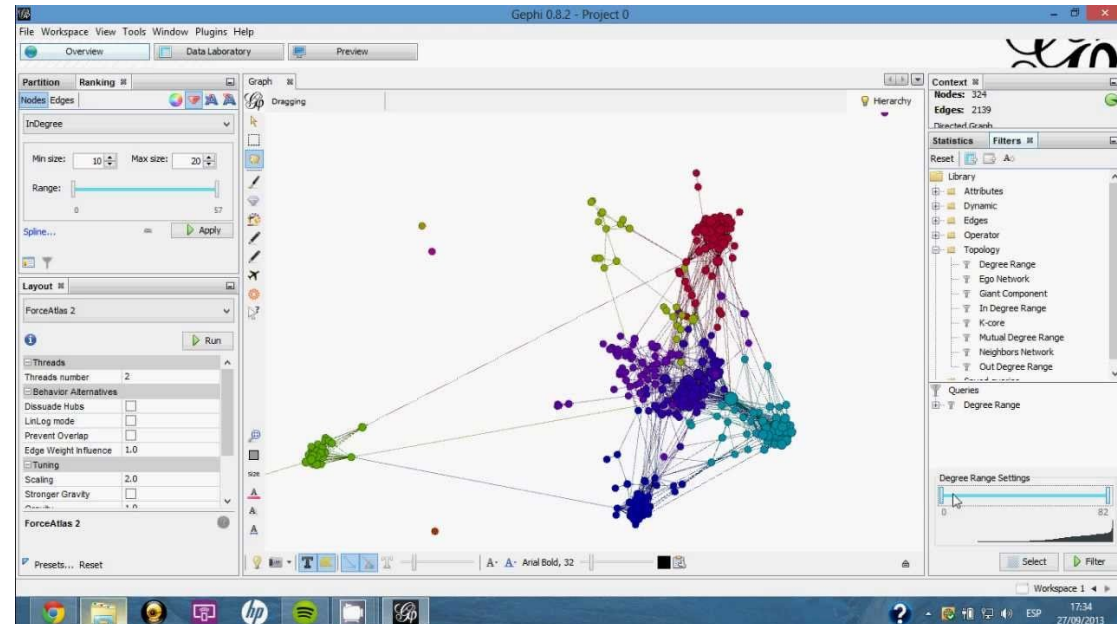 Gephi 0.8.2 - Project 0
File Workspace View Tools Window Plugins Help
Overview Data Laboratory Preview
Partition Ranking
Nodes Edges
InDegree
Min size: 10 Max size: 20
Range:
0 57
Spline... Apply
Layout
ForceAtlas 2
Run
Threads
Threads number 2
Behavior Alternatives
Dissuade Hubs
LinLog mode
Prevent Overlap
Edge Weight Influence 1.0
Tuning
Scaling 2.0
Stronger Gravity
ForceAtlas 2
Presets... Reset
Graph
Dragging
Hierarchy
size
A
A
A
T
A- A- Arial Bold, 32
Context
Nodes: 324
Edges: 2139
Directed Graph
Statistics Filters
Reset
Library
Attributes
Dynamic
Edges
Operator
Topology
Degree Range
Ego Network
Giant Component
In Degree Range
K-core
Mutual Degree Range
Neighbors Network
Out Degree Range
Saved queries
Queries
Degree Range
Degree Range Settings
0 82
Select Filter
Workspace 1
hp
ESP
17:34
27/09/2013